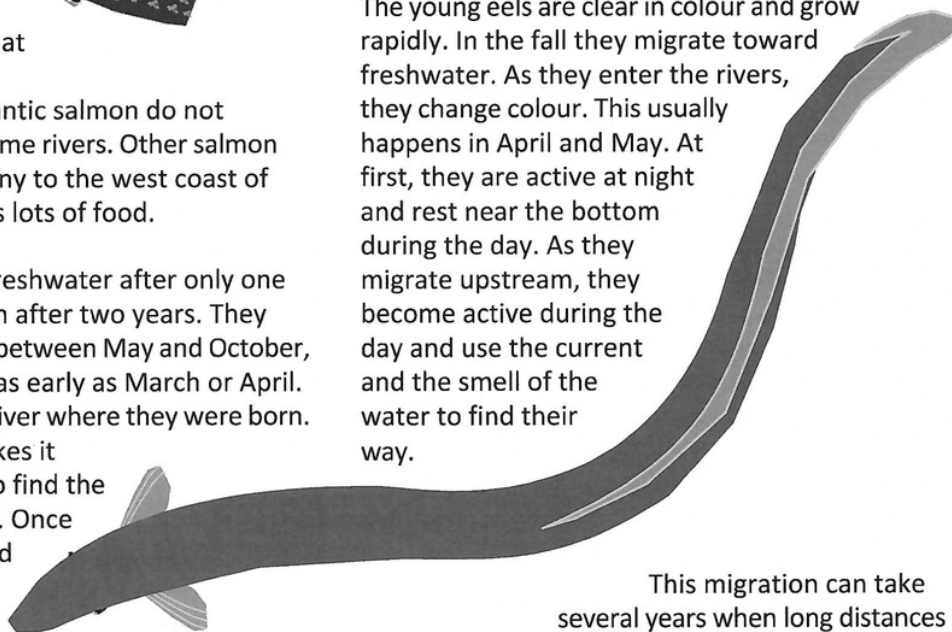 at
antic salmon do not
me rivers. Other salmon
ny to the west coast of
s lots of food.
reshwater after only one
n after two years. They
between May and October,
as early as March or April.
iver where they were born.
kes it
o find the
. Once
d
The young eels are clear in colour and grow
rapidly. In the fall they migrate toward
freshwater. As they enter the rivers,
they change colour. This usually
happens in April and May. At
first, they are active at night
and rest near the bottom
during the day. As they
migrate upstream, they
become active during the
day and use the current
and the smell of the
water to find their
way.
This migration can take
several years when long distances